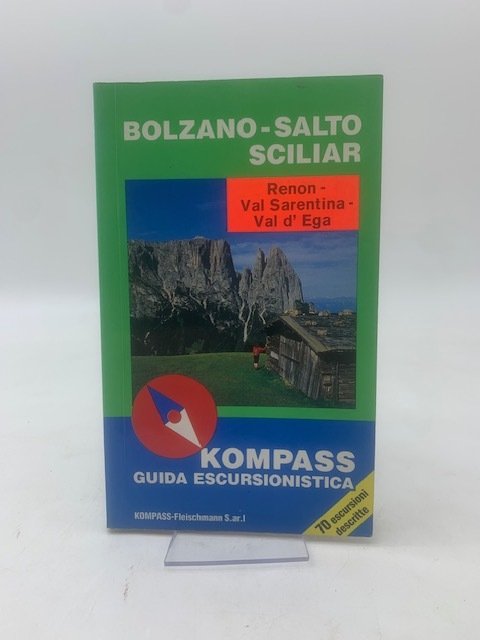 BOLZANO-SALTO
SCILIAR
Renon -
Val Sarentina -
Val d' Ega
KOMPASS
GUIDA ESCURSIONISTICA
KOMPASS-Fleischmann S.ar.l
70 escursioni
descritte